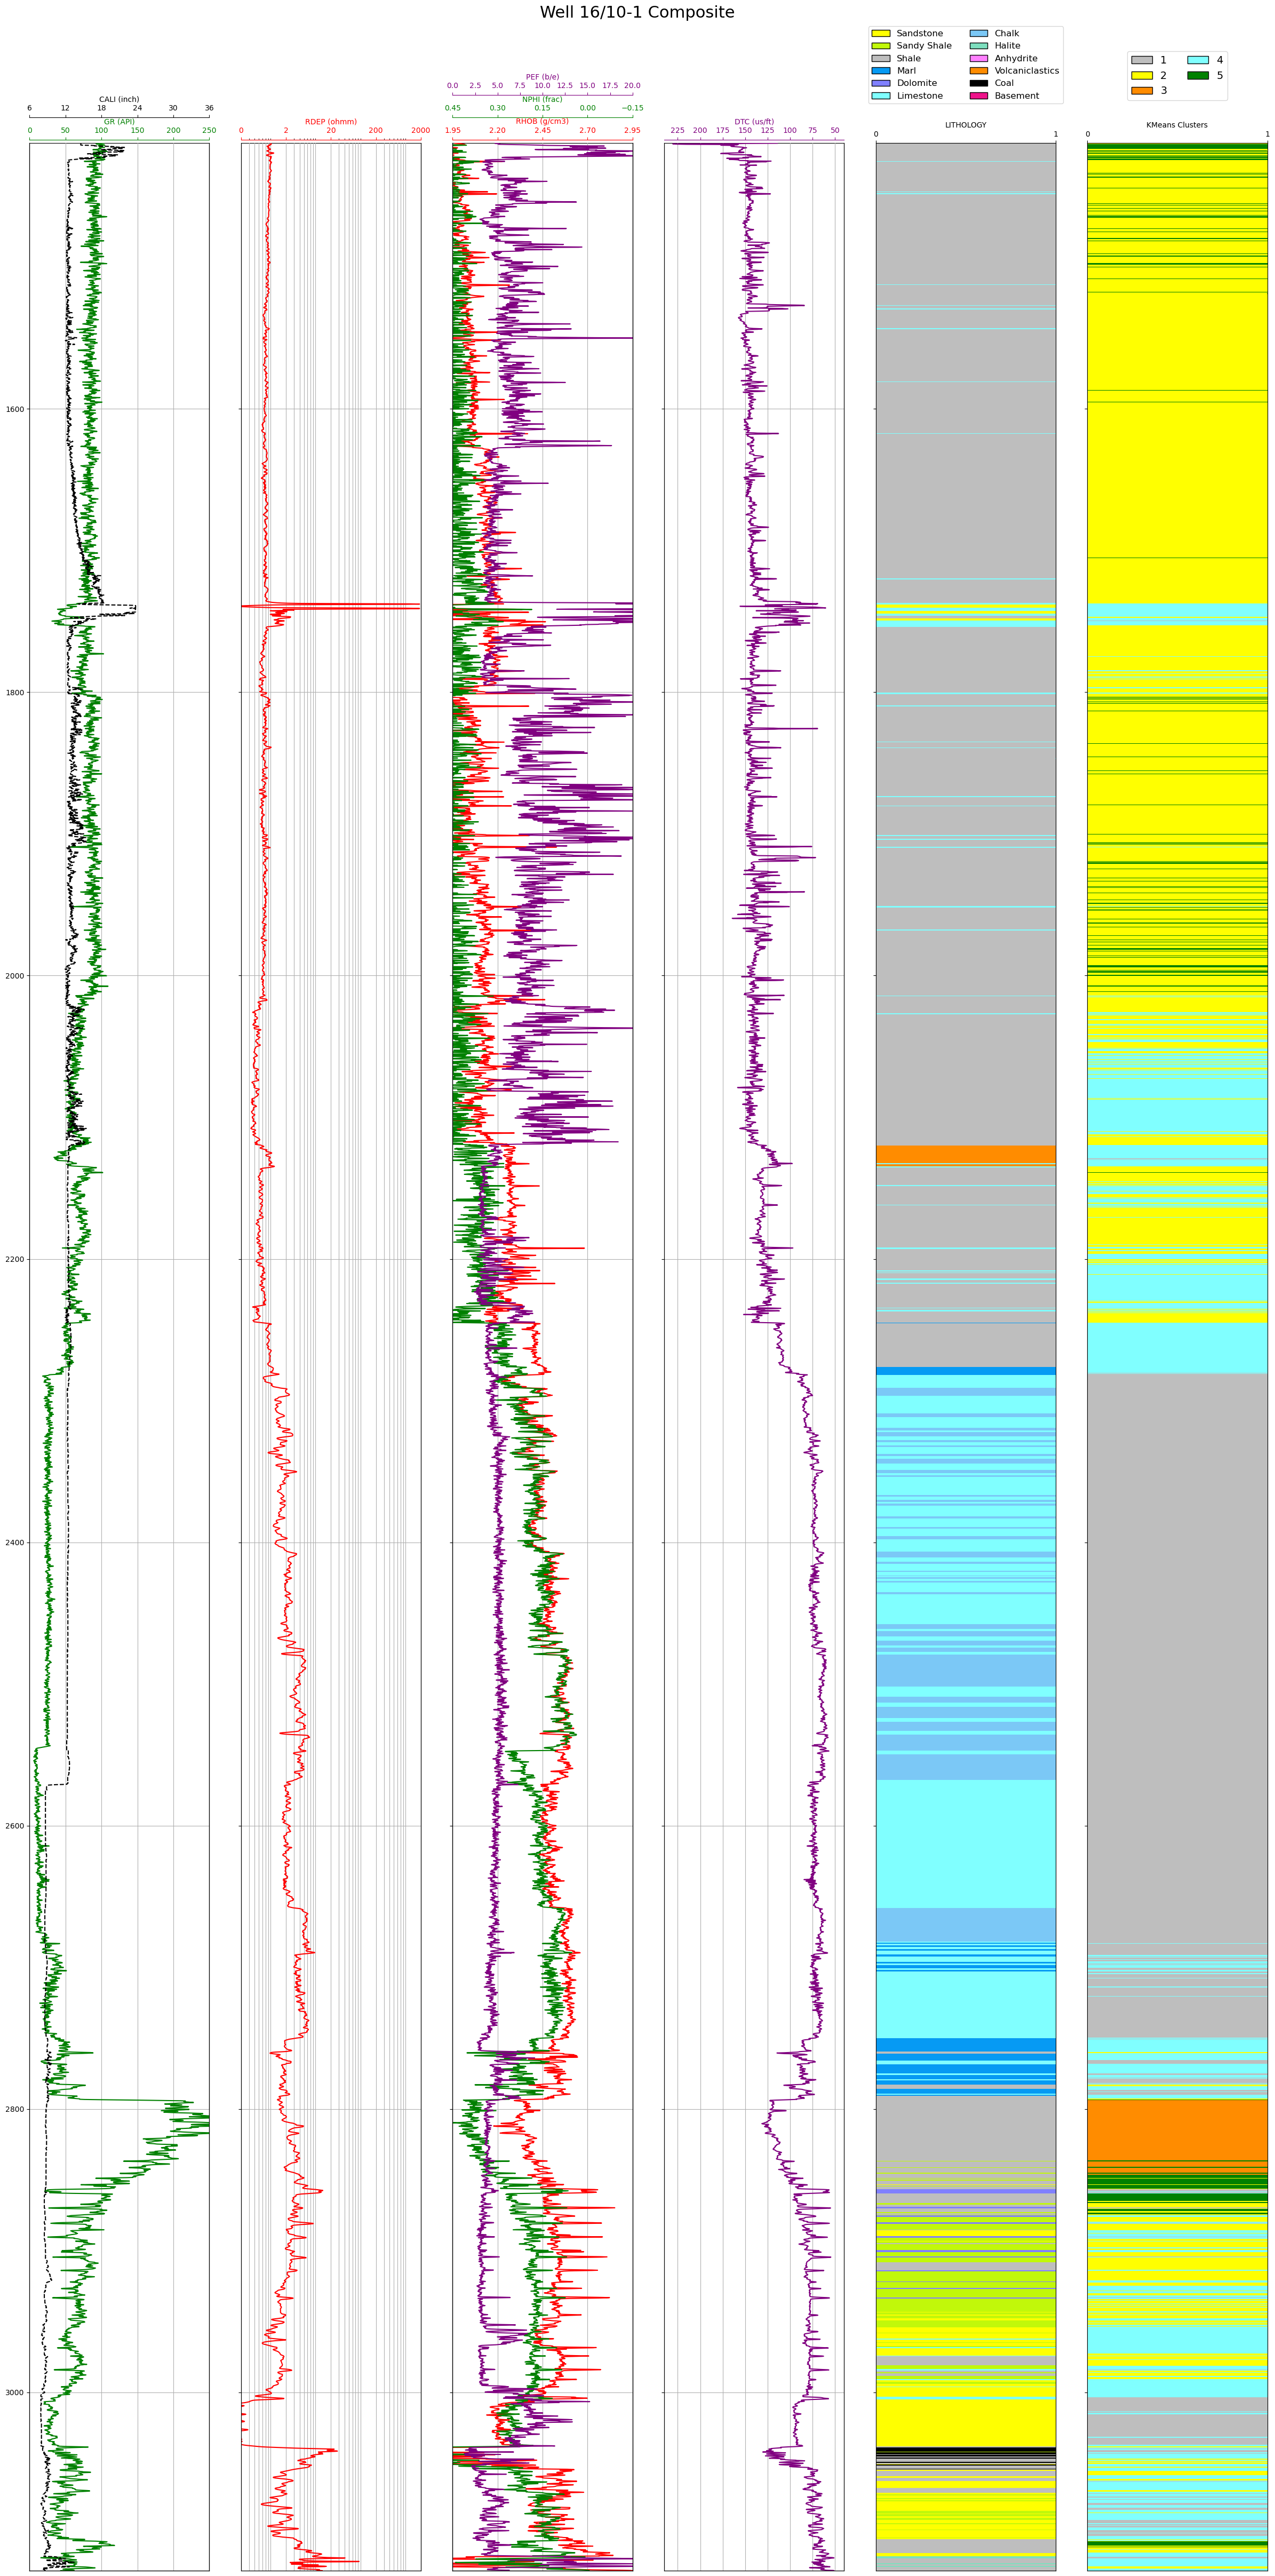 Well 16/10-1 Composite
Sandstone Chalk
Sandy Shale Halite
Shale Anhydrite
Marl Volcaniclastics
Dolomite Coal
Limestone Basement
1 4
2 5
3
PEF (b/e)
0.0 2.5 5.0 7.5 10.0 12.5 15.0 17.5 20.0
CALI (inch)
6 12 18 24 30 36
NPHI (frac)
0.45 0.30 0.15 0.00 −0.15
GR (API)
0 50 100 150 200 250
RDEP (ohmm)
0 2 20 200 2000
RHOB (g/cm3)
1.95 2.20 2.45 2.70 2.95
DTC (us/ft)
225 200 175 150 125 100 75 50
LITHOLOGY
0 1
KMeans Clusters
0 1
1600
1800
2000
2200
2400
2600
2800
3000